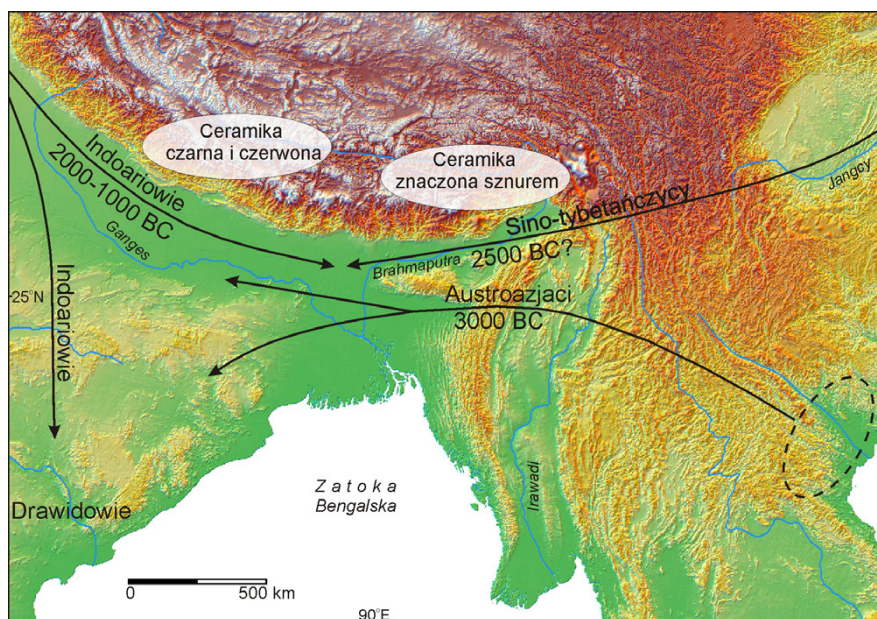 Ceramika
czarna i czerwona
Ceramika
znaczona sznurem
Indoariowie
2000-1000 BC
Ganges
Jangcy
Sino-tybetańczycy
2500 BC?
Brahmaputra
25°N
Indoariowie
Austroazjaci
3000 BC
Zatoka
Bengalska
Irawadi
Drawidowie
0 500 km
90°E